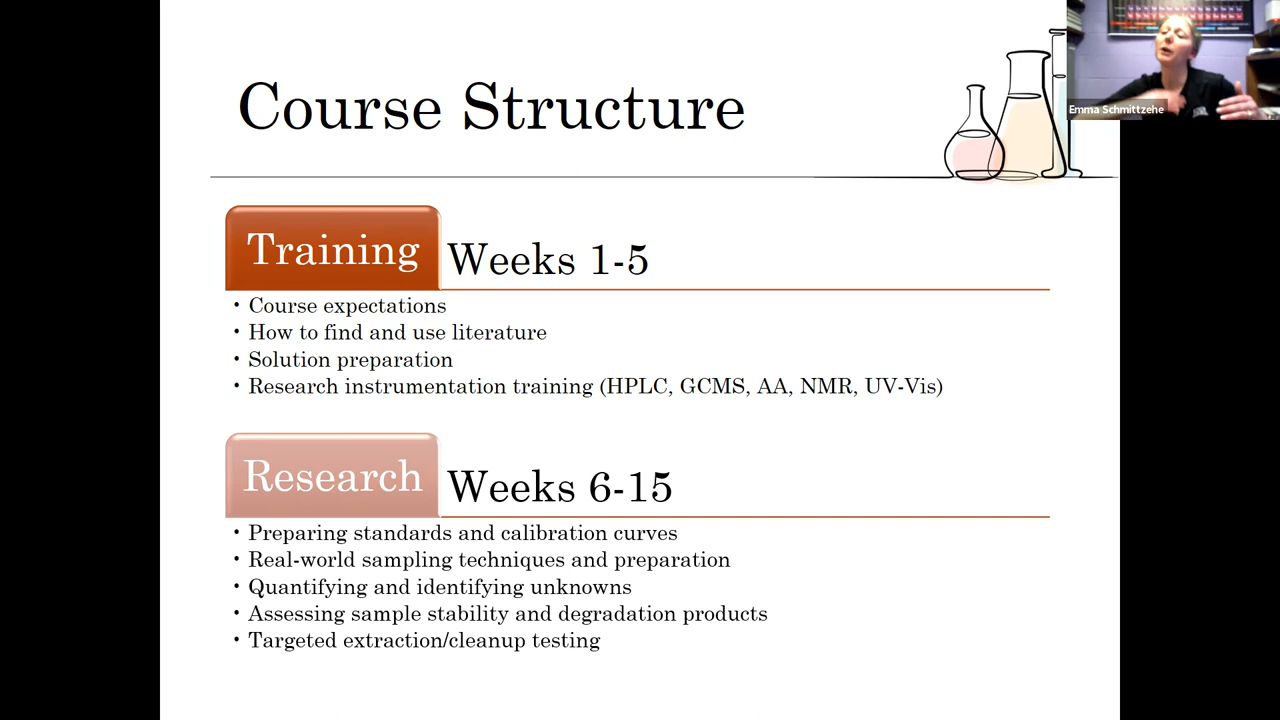 Course Structure
Emma Schmittzehe
Training Weeks 1-5
• Course expectations
• How to find and use literature
• Solution preparation
• Research instrumentation training (HPLC, GCMS, AA, NMR, UV-Vis)
Research Weeks 6-15
• Preparing standards and calibration curves
• Real-world sampling techniques and preparation
• Quantifying and identifying unknowns
• Assessing sample stability and degradation products
• Targeted extraction/cleanup testing